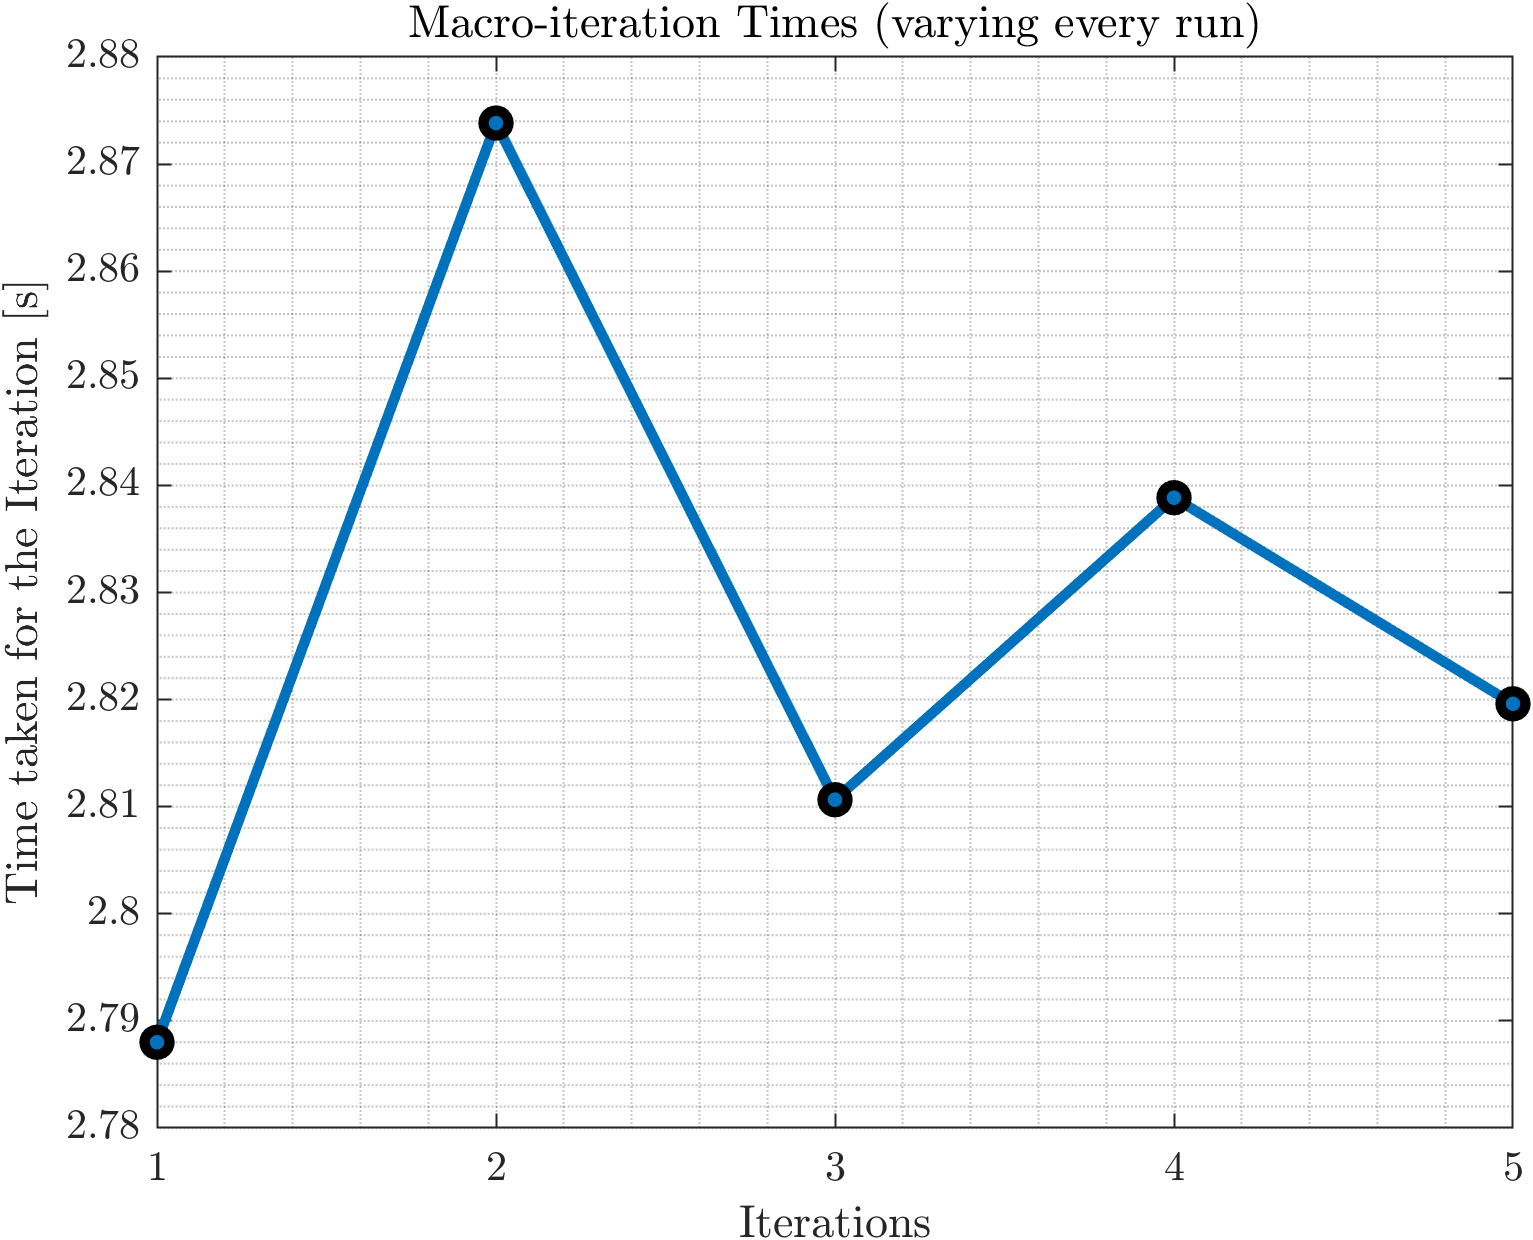 Macro-iteration Times (varying every run)
2.88
2.87
2.86
2.85
2.84
2.83
2.82
2.81
2.8
2.79
2.78
Time taken for the Iteration [s]
1 2 3 4 5
Iterations